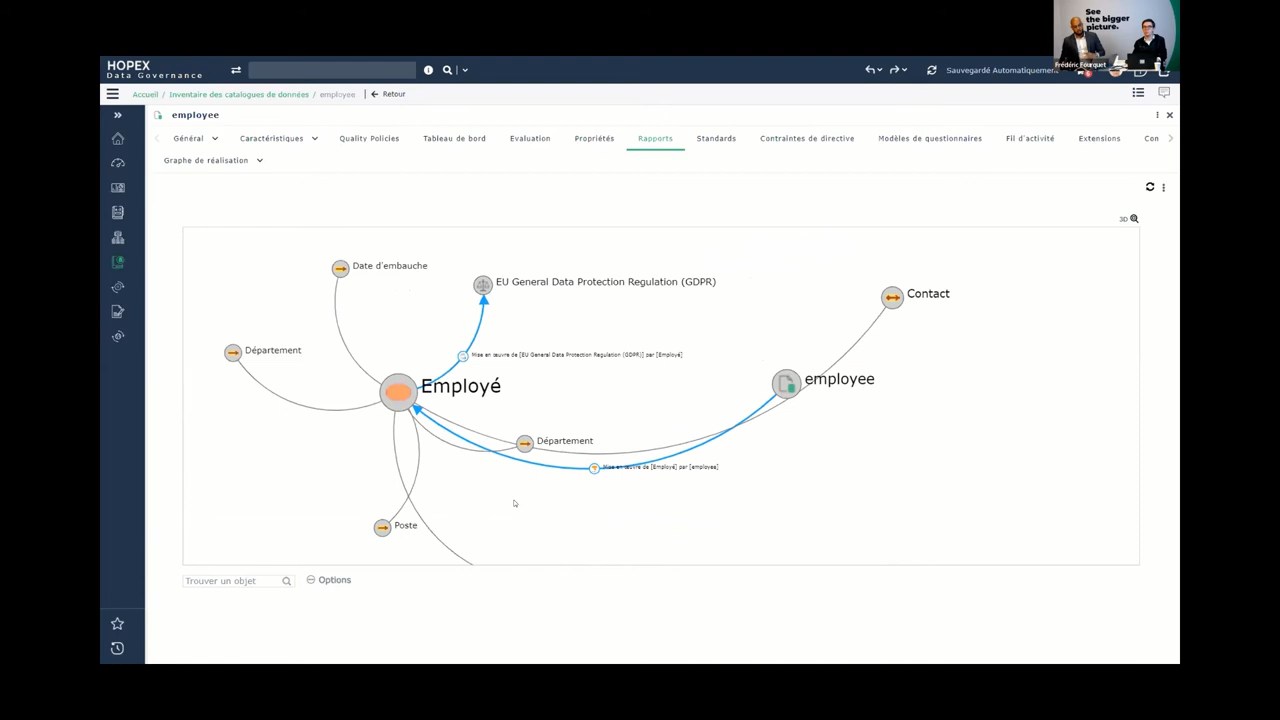 See
the bigger
picture.
Frédéric Fourquet
HOPEX
Data Governance
Sauvegardé Automatiquement
Accueil / Inventaire des catalogues de données / employee
Retour
employee
Général
Caractéristiques
Quality Policies
Tableau de bord
Evaluation
Propriétés
Rapports
Standards
Contraintes de directive
Modèles de questionnaires
Fil d'activité
Extensions
Con
Graphe de réalisation
3D
Date d'embauche
EU General Data Protection Regulation (GDPR)
Contact
Département
Mise en œuvre de [EU General Data Protection Regulation (GDPR)] par [Employé]
Employé
employee
Département
Mise en œuvre de [Employé] par [employee]
Poste
Trouver un objet
Options